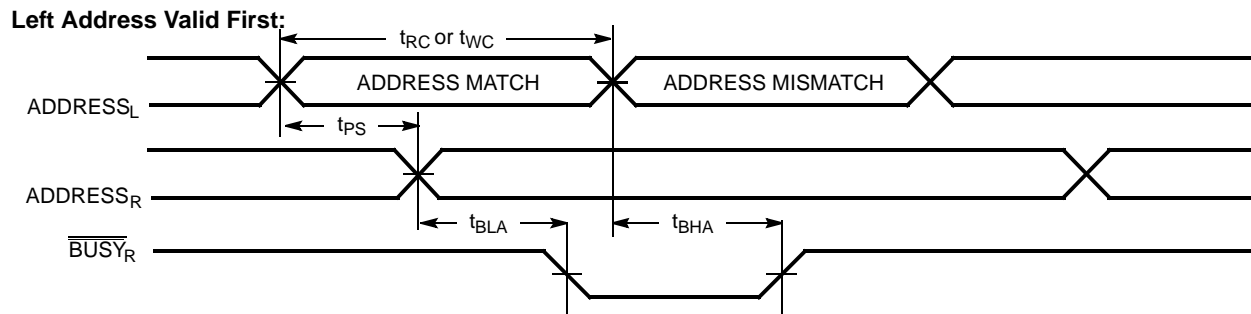 Left Address Valid First:
tRC or tWC
ADDRESS MATCH
ADDRESS MISMATCH
ADDRESSL
tPS
ADDRESSR
tBLA
tBHA
BUSYR